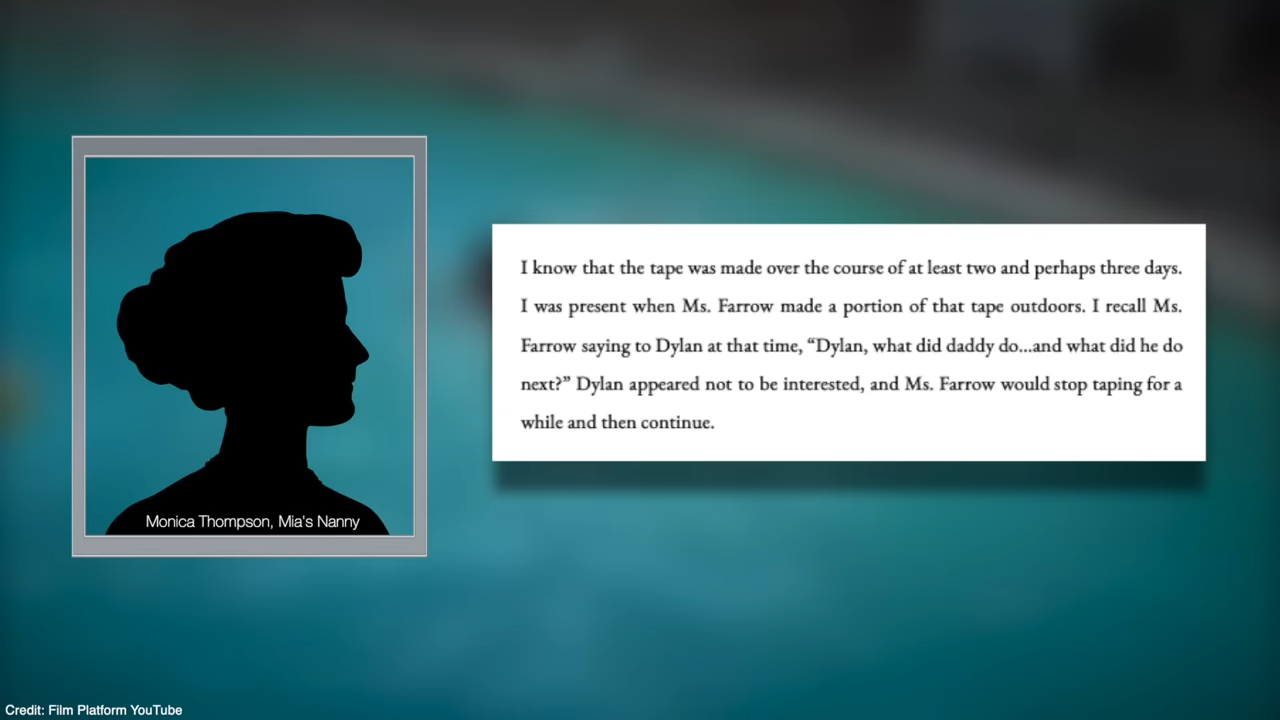 I know that the tape was made over the course of at least two and perhaps three days.
I was present when Ms. Farrow made a portion of that tape outdoors. I recall Ms.
Farrow saying to Dylan at that time, “Dylan, what did daddy do...and what did he do
next?” Dylan appeared not to be interested, and Ms. Farrow would stop taping for a
while and then continue.
Monica Thompson, Mia's Nanny
Credit: Film Platform YouTube